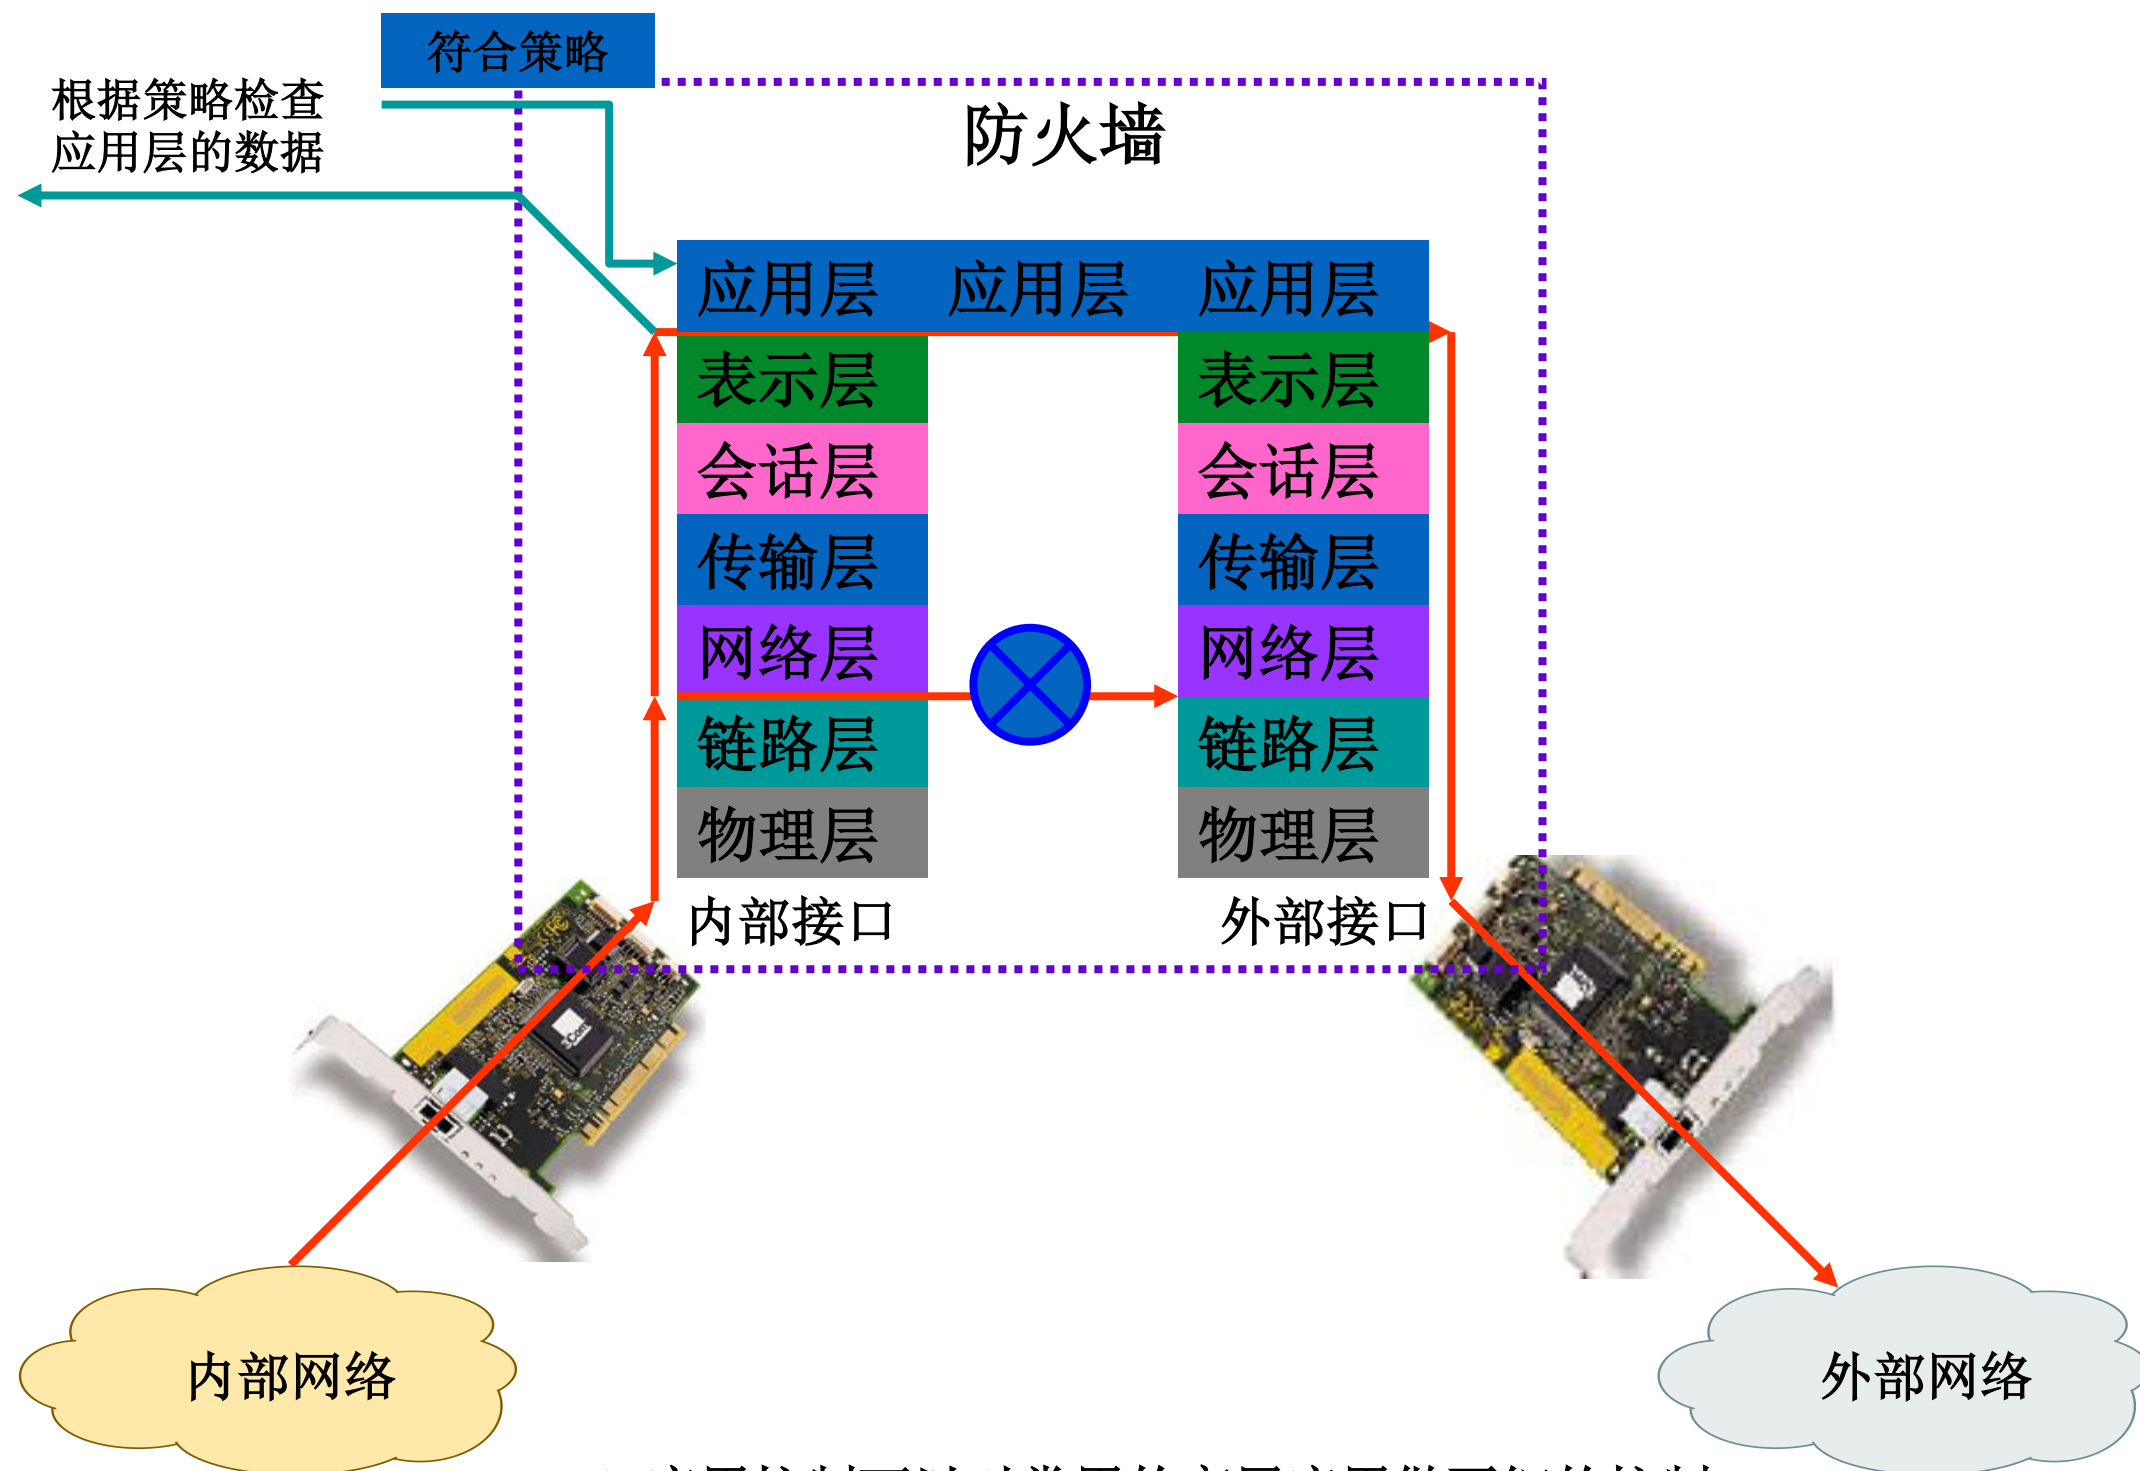 符合策略
根据策略检查
应用层的数据
防火墙
应用层 应用层 应用层
表示层 表示层
会话层 会话层
传输层 传输层
网络层 网络层
链路层 链路层
物理层 物理层
内部接口 外部接口
3Com
内部网络 外部网络